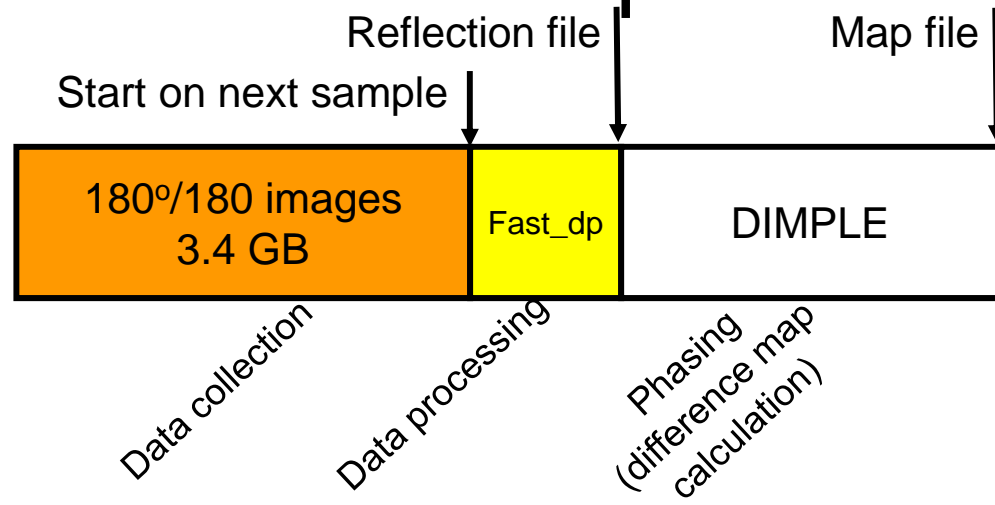 Reflection file
Map file
Start on next sample
180º/180 images
3.4 GB
Fast_dp
DIMPLE
Data collection
Data processing
Phasing
(difference map
calculation)